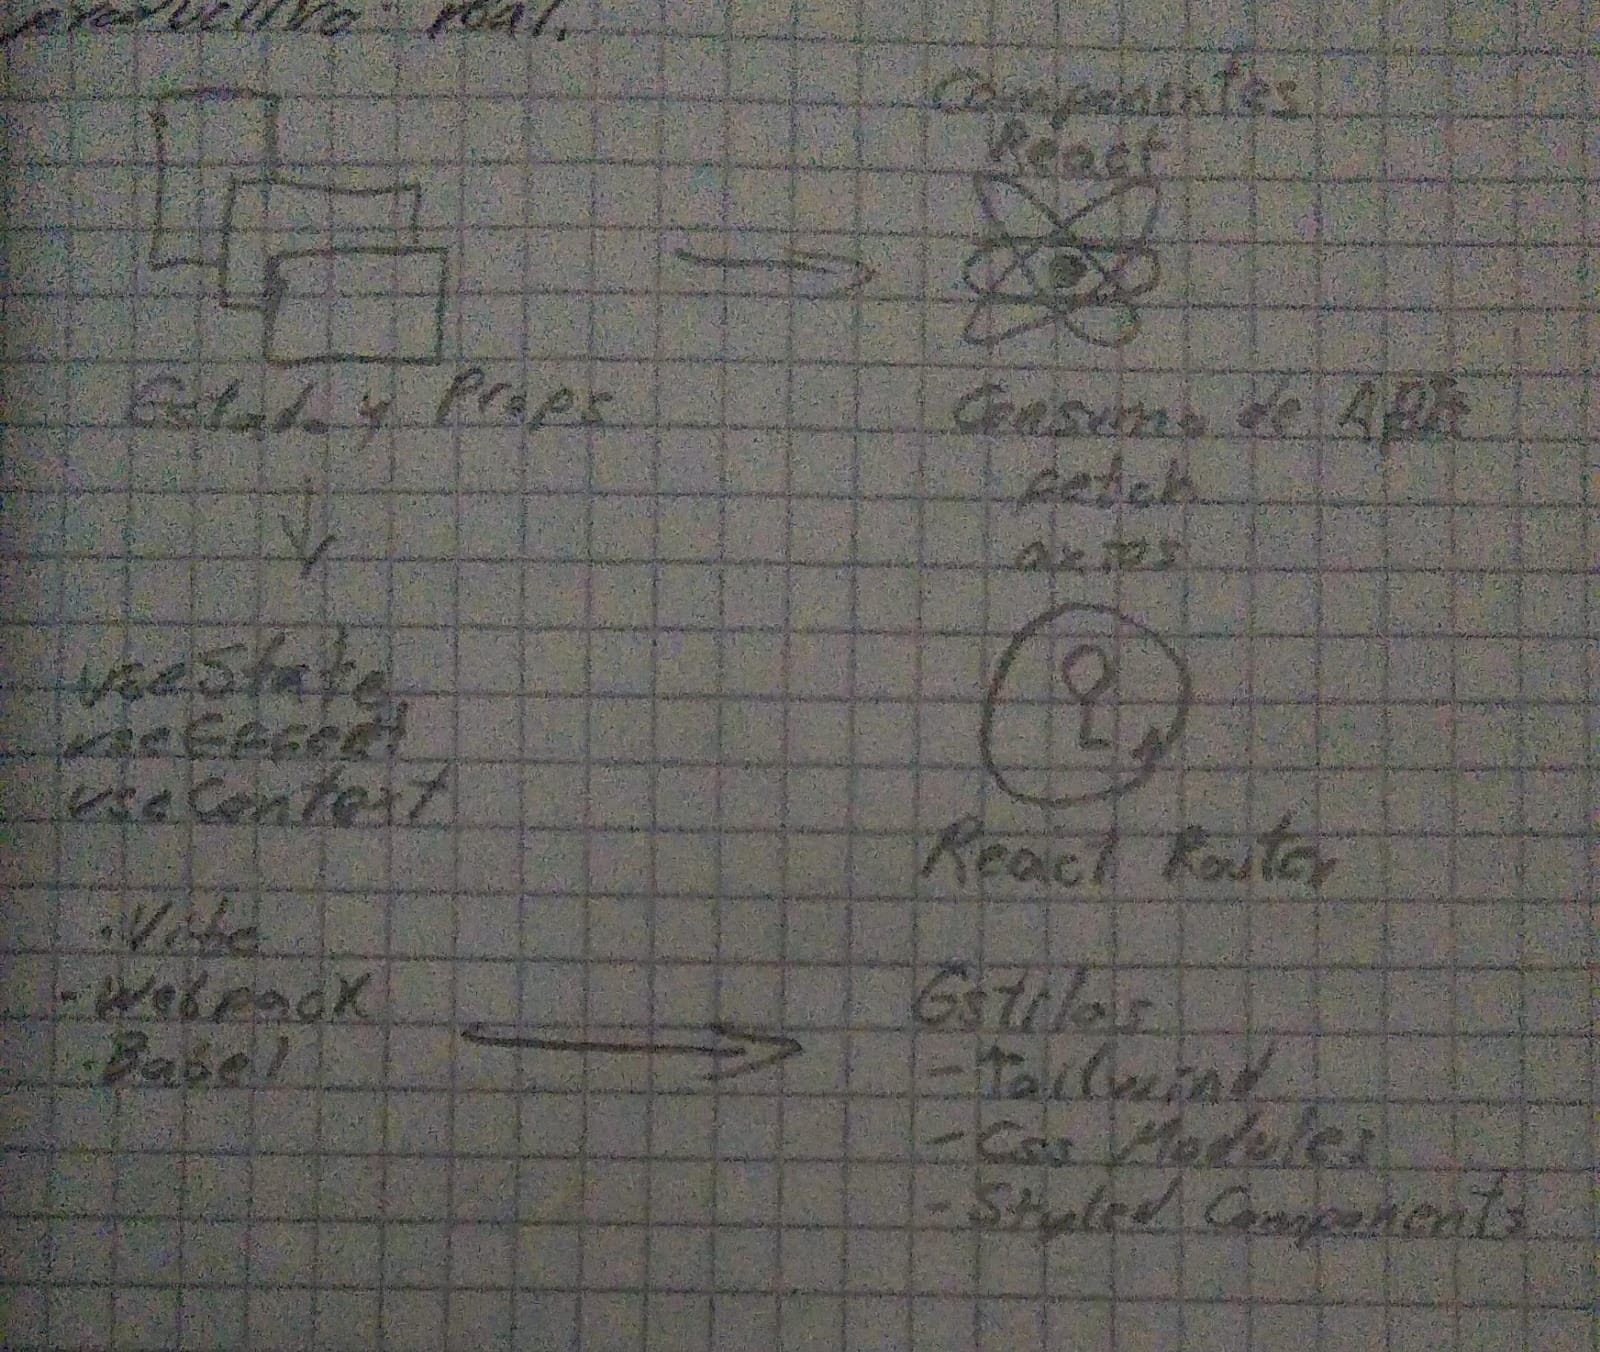 productivo real.
Componentes
React
Estado y Props
Consumo de APIs
fetch
axios
useState
useEffect
useContext
React Router
·Vite
-Webpack
·Babel
Estilos
- Tailwind
- Css Modules
- Styled Components